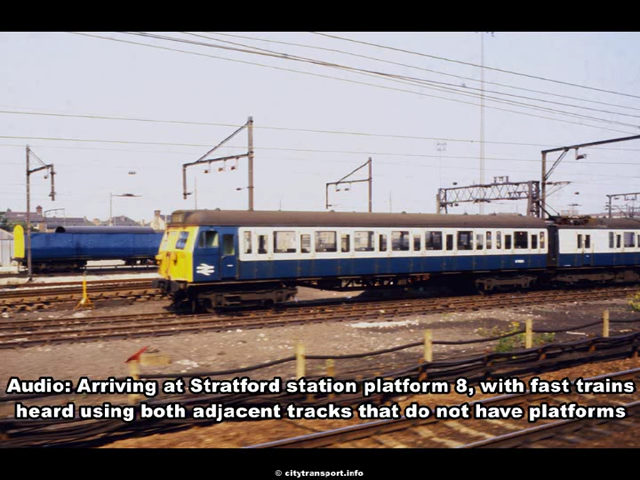 Audio: Arriving at Stratford station platform 8, with fast trains
heard using both adjacent tracks that do not have platforms
© citytransport.info